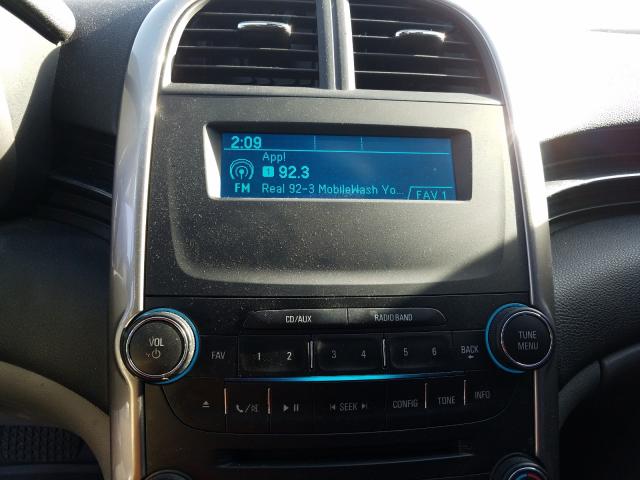 2:09
App!
1 92.3
FM Real 92-3 MobileWash Yo... FAV 1
CD/AUX RADIO BAND
VOL
FAV 1 2 3 4 5 6 BACK
TUNE
MENU
SEEK CONFIG TONE INFO